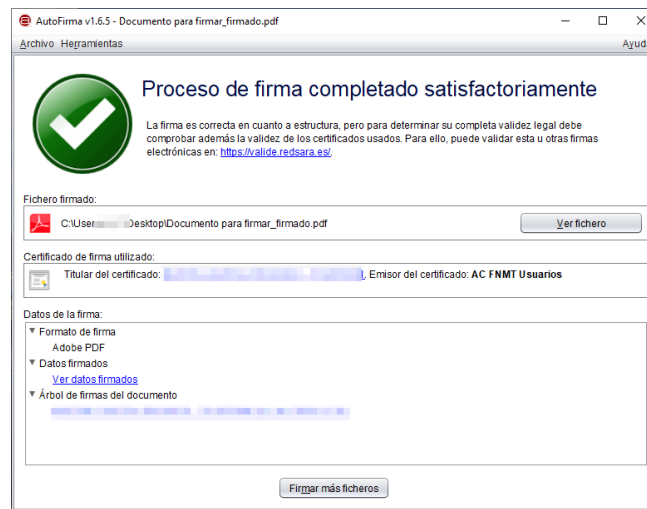 AutoFirma v1.6.5 - Documento para firmar_firmado.pdf
Archivo Herramientas Ayud
Proceso de firma completado satisfactoriamente
La firma es correcta en cuanto a estructura, pero para determinar su completa validez legal debe
comprobar además la validez de los certificados usados. Para ello, puede validar esta u otras firmas
electrónicas en: https://valide.redsara.es/.
Fichero firmado:
C:\User Desktop\Documento para firmar_firmado.pdf
Ver fichero
Certificado de firma utilizado:
Titular del certificado: . Emisor del certificado: AC FNMT Usuarios
Datos de la firma:
Formato de firma
Adobe PDF
Datos firmados
Ver datos firmados
Árbol de firmas del documento
Firmar más ficheros